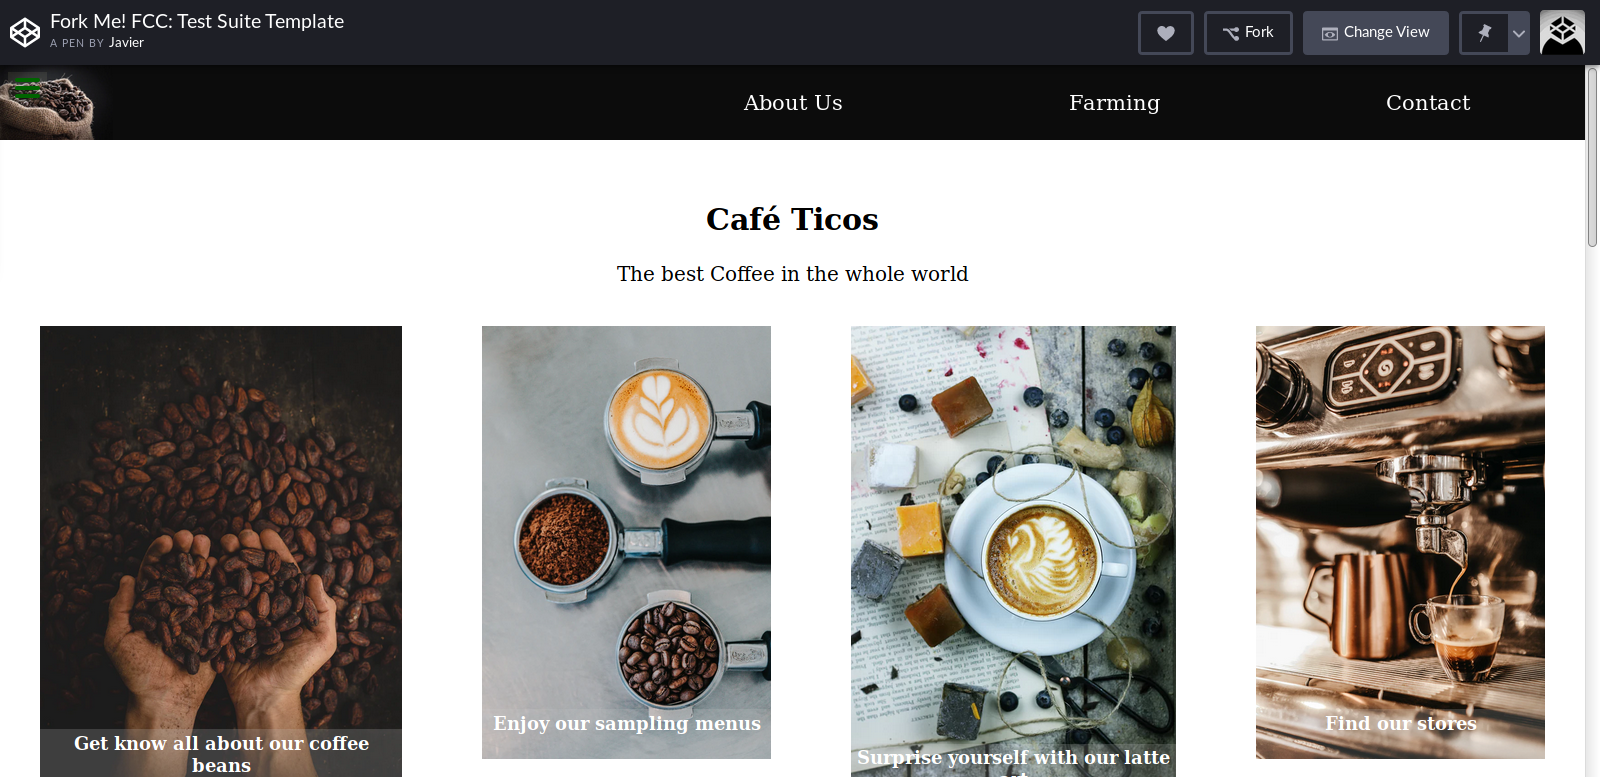 Fork Me! FCC: Test Suite Template
A PEN BY Javier
Fork
Change View
About Us
Farming
Contact
Café Ticos
The best Coffee in the whole world
Get know all about our coffee
beans
Enjoy our sampling menus
Surprise yourself with our latte
Find our stores